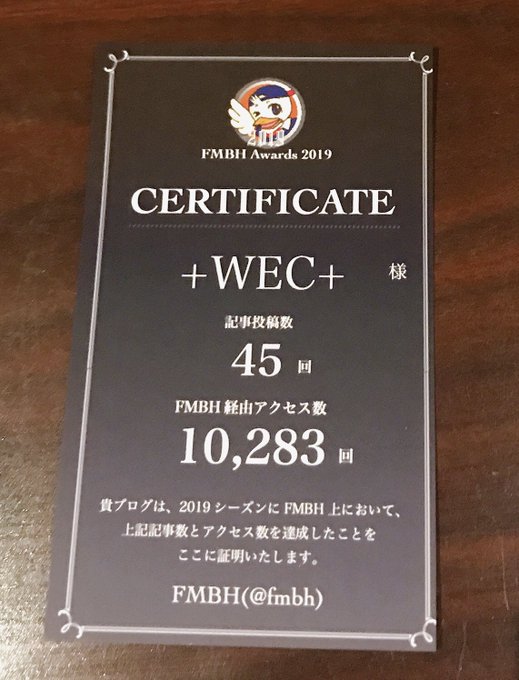 2019
FMBH Awards 2019
CERTIFICATE
+WEC+ 様
記事投稿数
45 回
FMBH 経由アクセス数
10,283 回
貴ブログは、2019 シーズンに FMBH 上において、
上記記事数とアクセス数を達成したことを
ここに証明いたします。
FMBH(@fmbh)